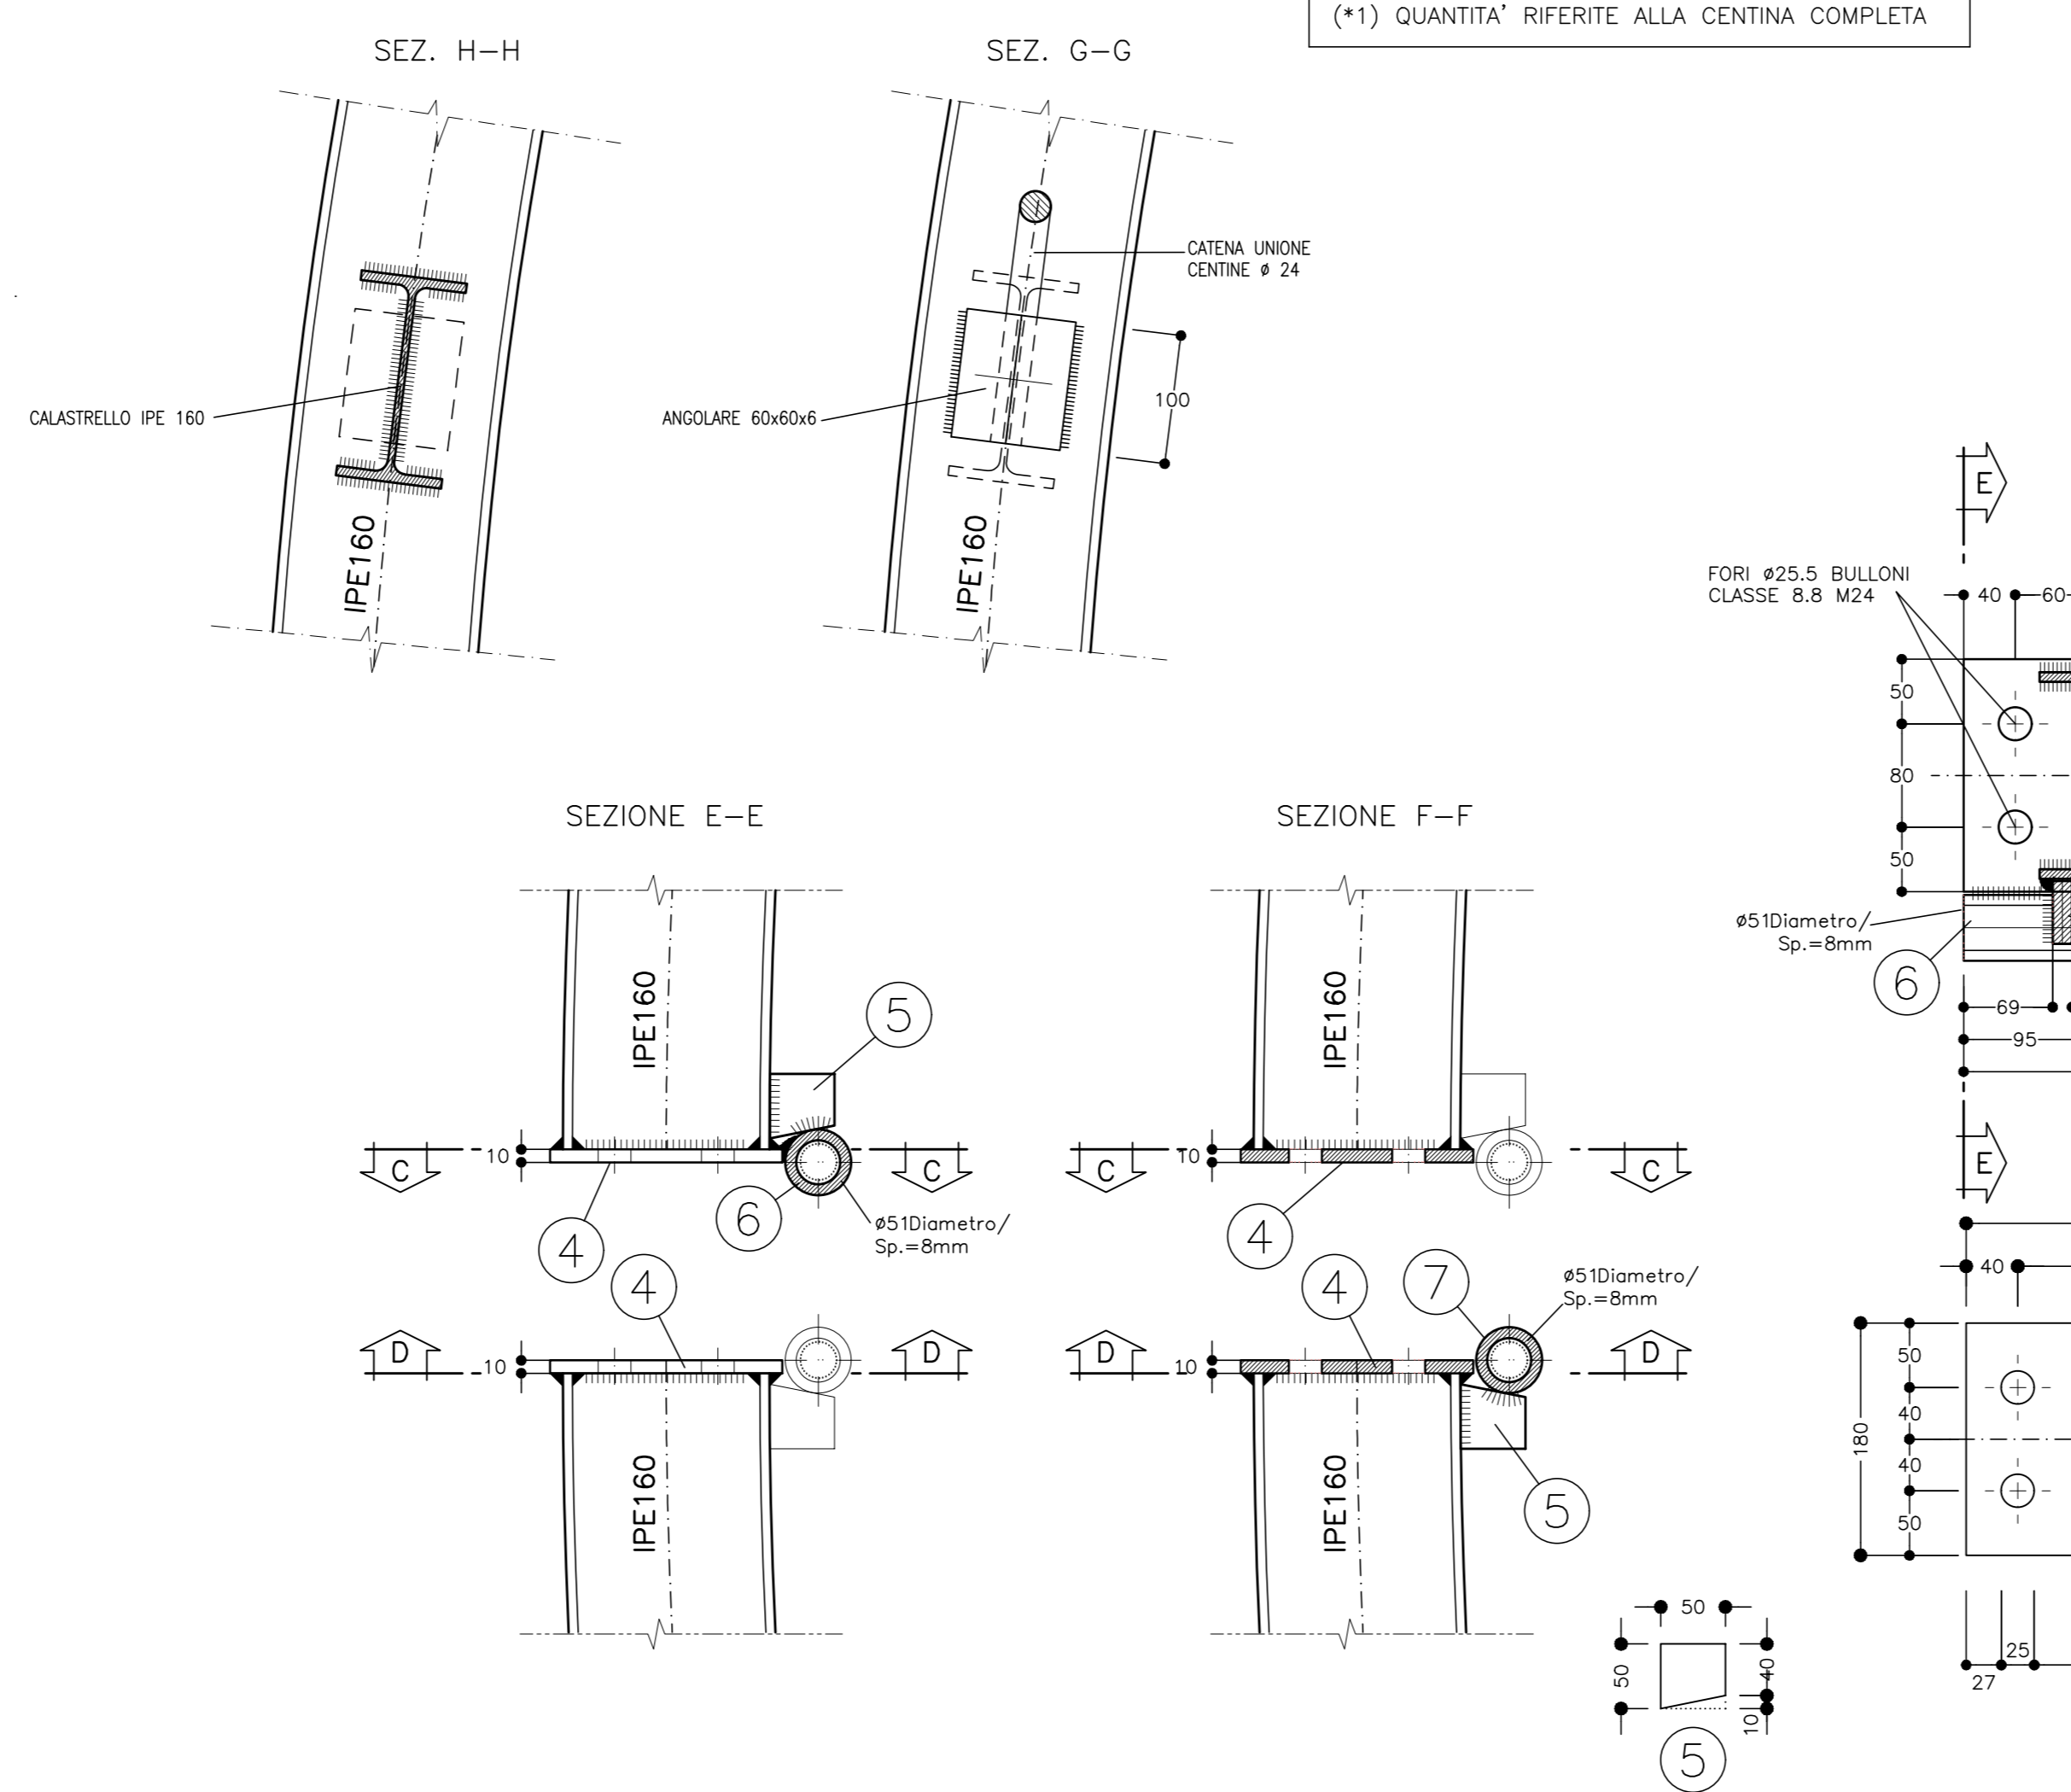 (*1) QUANTITA' RIFERITE ALLA CENTINA COMPLETA
SEZ. H-H
SEZ. G-G
CATENA UNIONE
CENTINE ø 24
CALASTRELLO IPE 160
ANGOLARE 60x60x6
100
IPE160
IPE160
E
FORI ø25.5 BULLONI
CLASSE 8.8 M24
40
60
50
80
50
ø51Diametro/
Sp.=8mm
6
69
95
E
SEZIONE E-E
SEZIONE F-F
IPE160
5
IPE160
10
C
C
6
4
ø51Diametro/
Sp.=8mm
10
C
C
4
4
D
D
10
IPE160
4
7
ø51Diametro/
Sp.=8mm
D
D
10
IPE160
5
40
180
50
40
40
50
27
25
50
50
40
10
5